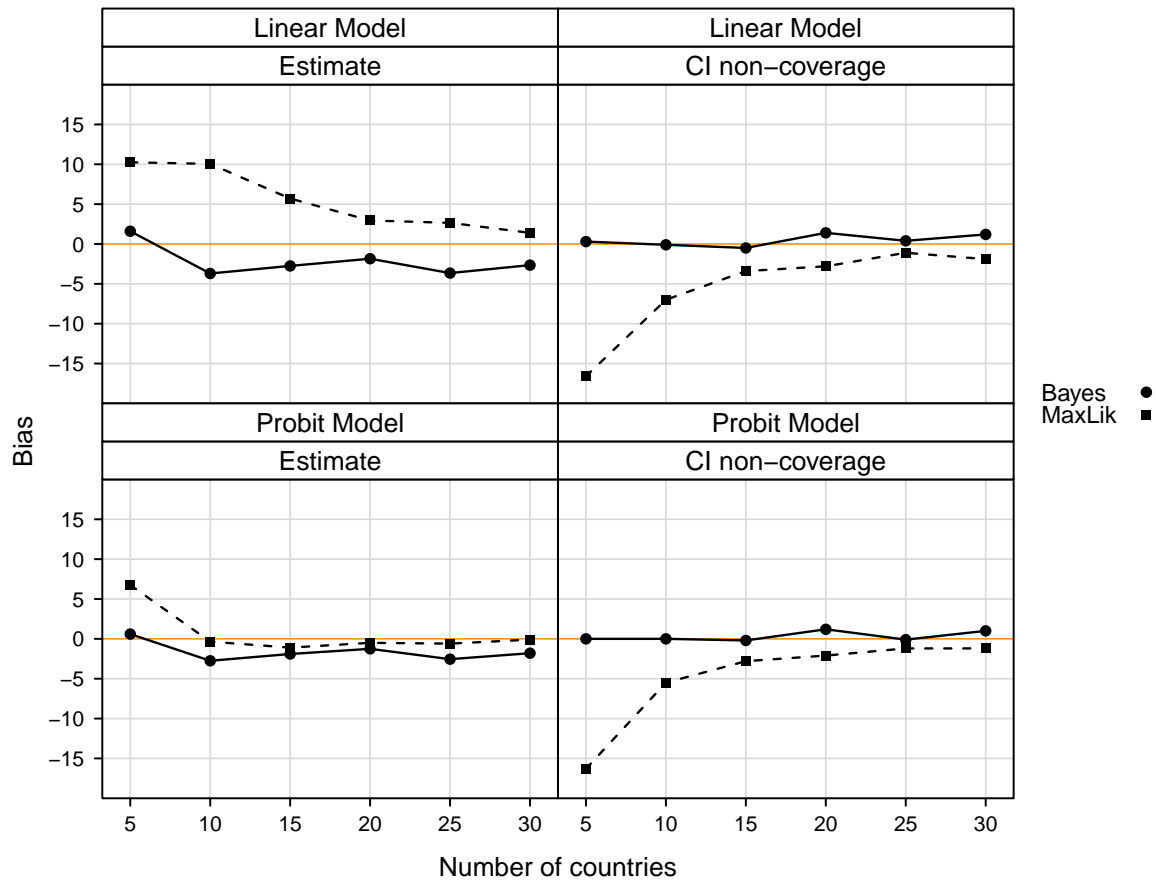 Linear Model Linear Model
Estimate CI non−coverage
15
10
5
0
−5
−10
−15
Probit Model Probit Model
Estimate CI non−coverage
15
10
5
0
−5
−10
−15
5 10 15 20 25 30 5 10 15 20 25 30
Number of countries
Bias
Bayes
MaxLik